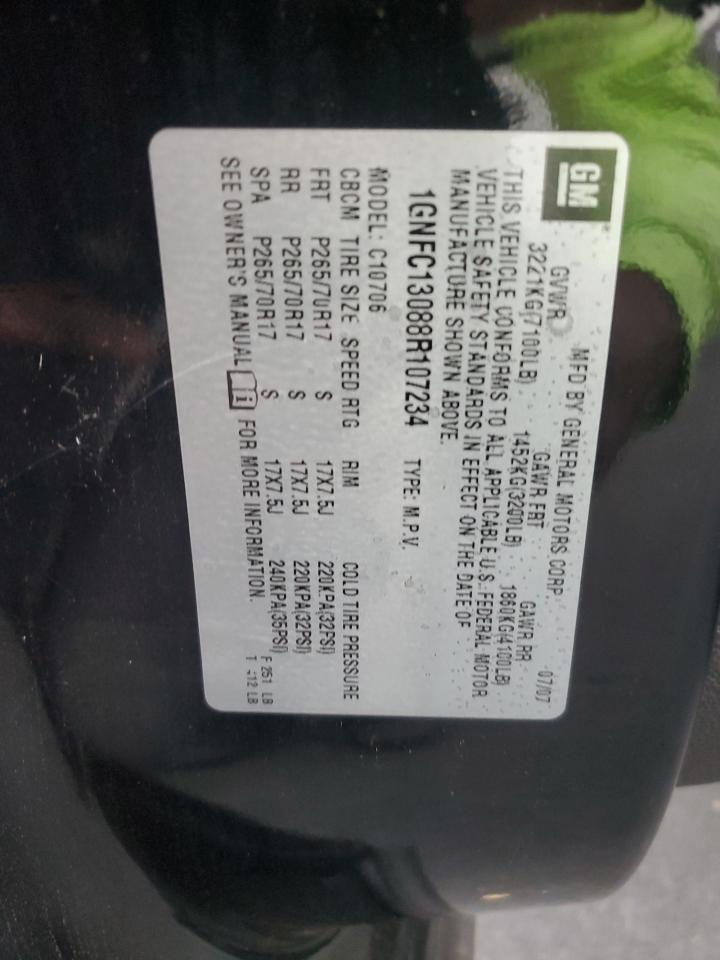 GM
MFD BY GENERAL MOTORS CORP. 07/07
GVWR GAWR FRT GAWR RR
3221KG(7100LB) 1452KG(3200LB) 1860KG(4100LB)
THIS VEHICLE CONFORMS TO ALL APPLICABLE U.S. FEDERAL MOTOR
VEHICLE SAFETY STANDARDS IN EFFECT ON THE DATE OF
MANUFACTURE SHOWN ABOVE.
1GNFC13088R107234 TYPE: M.P.V.
MODEL: C10706
CBCM TIRE SIZE SPEED RTG RIM COLD TIRE PRESSURE
FRT P265/70R17 S 17X7.5J 220KPA(32PSI)
RR P265/70R17 S 17X7.5J 220KPA(32PSI)
SPA P265/70R17 S 17X7.5J 240KPA(35PSI) F 251 LB
SEE OWNER'S MANUAL i FOR MORE INFORMATION. T 412 LB